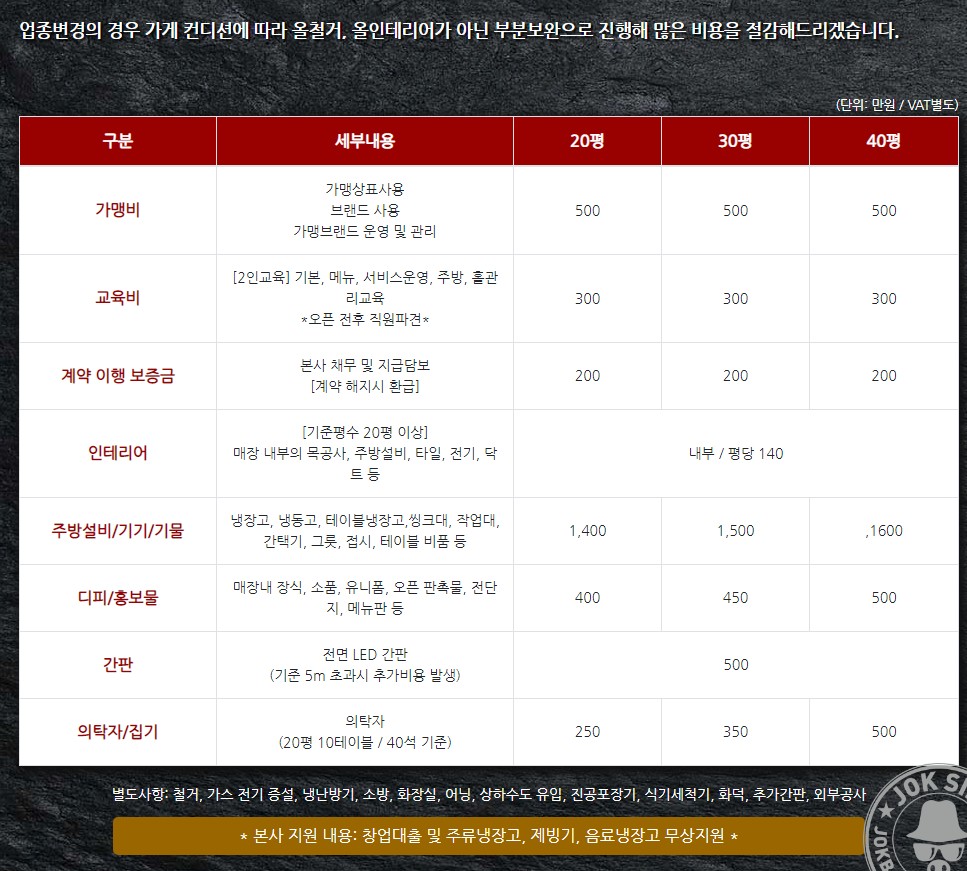 업종변경의 경우 가게 컨디션에 따라 올철거, 올인테리어가 아닌 부분보완으로 진행해 많은 비용을 절감해드리겠습니다.
(단위: 만원 / VAT별도)
구분 세부내용 20평 30평 40평
가맹상표사용
가맹비 브랜드 사용 500 500 500
가맹브랜드 운영 및 관리
[2인교육] 기본, 메뉴, 서비스운영, 주방, 홀관
교육비 리교육 300 300 300
*오픈 전후 직원파견*
계약 이행 보증금 본사 채무 및 지급담보 200 200 200
[계약 해지시 환급]
[기준평수 20평 이상]
인테리어 매장 내부의 목공사, 주방설비, 타일, 전기, 닥 내부 / 평당 140
트 등
주방설비/기기/기물 냉장고, 냉동고, 테이블냉장고,씽크대, 작업대, 1,400 1,500 ,1600
간택기, 그릇, 접시, 테이블 비품 등
디피/홍보물 매장내 장식, 소품, 유니폼, 오픈 판촉물, 전단 400 450 500
지, 메뉴판 등
간판 전면 LED 간판 500
(기준 5m 초과시 추가비용 발생)
의탁자/집기 의탁자 250 350 500
(20평 10테이블 / 40석 기준)
별도사항: 철거, 가스 전기 증설, 냉난방기, 소방, 화장실, 어닝, 상하수도 유입, 진공포장기, 식기세척기, 화덕, 추가간판, 외부공사
* 본사 지원 내용: 창업대출 및 주류냉장고, 제빙기, 음료냉장고 무상지원 *
★ JOK SI
JOKB